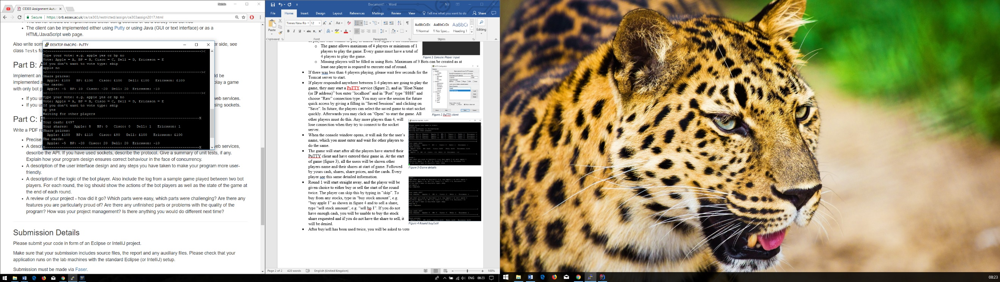 Nelvin
CE303 Assignment Autu
Secure | https://orb.essex.ac.uk/ce/ce303/restricted/assign/ce303assign2017.html
The client can be implemented either using Putty or using Java (GUI or text interface) or as a
HTML/JavaScript web page.
Also write som
er side, see
class Tests fo
Part B: A
Implement an
ld be
implemented a
play a game
with only bot p
If you us
web services.
If you us
sing sockets.
Part C: F
Write a PDF re
Precise
A descri
web services,
describe the API. If you have used sockets, describe the protocol. Give a summary of unit tests, if any.
Explain how your program design ensures correct behaviour in the face of concurrency.
A description of the user interface design and any steps you have taken to make your program more user-
friendly.
A description of the logic of the bot player. Also include the log from a sample game played between two bot
players. For each round, the log should show the actions of the bot players as well as the state of the game at
the end of each round.
A review of your project - how did it go? Which parts were easy, which parts were challenging? Are there any
features you are particularly proud of? Are there any unfinished parts or problems with the quality of the
program? How was your project management? Is there anything you would do different next time?
Submission Details
Please submit your code in form of an Eclipse or IntelliJ project.
Make sure that your submission includes source files, the report and any auxiliary files. Please check that your
application runs on the lab machines with the standard Eclipse (or IntelliJ) setup.
Submission must be made via Faser.
DESKTOP-FA6CJPG - PuTTY
Type your vote: e.g. apple yes or bp no
Vote: Apple = A, BP = B, Cisco = C, Dell = D, Ericsson = E
If you don't want to vote type: skip
apple no
Share prices:
Apple: £100 BP: £100 Cisco: £100 Dell: £100 Ericsson: £100
The cards:
Apple: -5 BP: 10 Cisco: -20 Dell: 20 Ericsson: -10
Type your vote: e.g. apple yes or bp no
Vote: Apple = A, BP = B, Cisco = C, Dell = D, Ericsson = E
If you don't want to vote type: skip
bp yes
Waiting for other players
Your cash: £497
Your shares: Apple: 8 BP: 0 Cisco: 0 Dell: 1 Ericsson: 1
Share prices:
Apple: £100 BP: £110 Cisco: £80 Dell: £100 Ericsson: £100
The cards:
Apple: -5 BP: -20 Cisco: 20 Dell: 20 Ericsson: -10
Document1 - Word
NJ
File Home Insert Design Layout References Mailings Review View Tell me what you want to do Share
Paste
Times New Ro 12
AaBbCcDc AaBbCcDc AaBbCc
¶ Normal ¶ No Spac... Heading 1
Editing
Clipboard Font Paragraph Styles
The game allows maximum of 4 players or minimum of 1
players to play the game. Every game must have a total of
4 players to play the game.
Figure 1 Console Player input
Missing players will be filled in using Bots. Maximum of 3 Bots can be created as at
least one player is required to execute end of round.
If there was less than 4 players playing, please wait few seconds for the
Tomcat server to start.
If player responded anywhere between 1-4 players are going to play the
game, they may start a PuTTY service (figure 2), and in "Host Name
(or IP address)" box enter "localhost" and in "Port" type "8888" and
choose "Raw" connection type. You may save the session for future
quick access by giving a filling in "Saved Sessions" and clicking on
"Save". In future, the players can select the saved game to start socket
quickly. Afterwards you may click on "Open" to start the game. All
other players must do this. Any more players than 4, will
lose connection when they try to connect to the socket
server.
Figure 2 PuTTY client
When the console window opens, it will ask for the user's
name, which you must enter and wait for other players to
do the same.
The game will start after all the players have started their
PuTTY client and have entered their game in. At the start
of game (figure 3), all the users will be shown other
players name and their shares at start of game. Followed
by yours cash, shares, share prices, and the cards. Every
player see this same detailed information.
Figure 3 Game details
Round 1 will start straight away, and the player will be
given choice to either buy or sell the start of the round
twice. The player can skip this by typing in "skip". To
buy from any stocks, type in "buy stock amount", e.g.
"buy apple 1" as shown in figure 4 and to sell a share,
type "sell stock amount", e.g. "sell bp 1". If you do not
have enough cash, you will be unable to buy the stock
share requested and if you do not have the share to sell, it
will be denied.
Figure 4 Round buy/sell
After buy/sell has been used twice, you will be asked to vote
Page 2 of 2 428 words English (United Kingdom) 100%
ENG 08:23
08:23